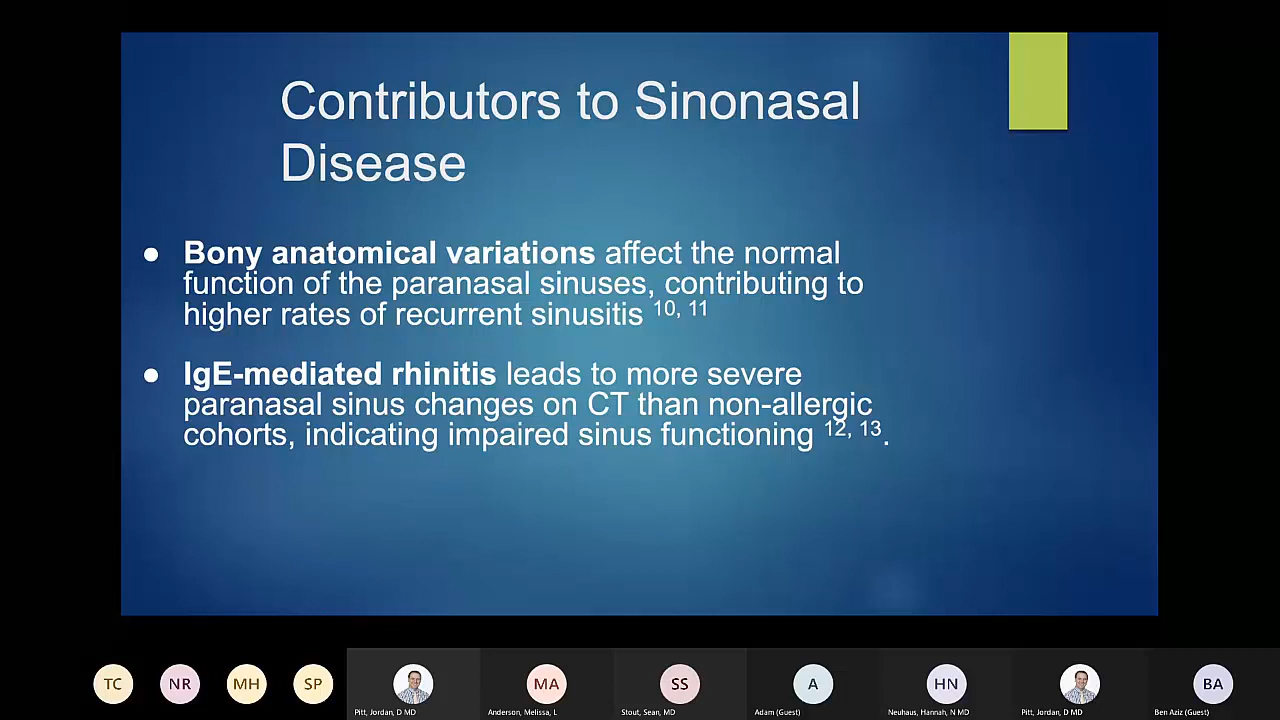 Contributors to Sinonasal
Disease
● Bony anatomical variations affect the normal
function of the paranasal sinuses, contributing to
higher rates of recurrent sinusitis 10, 11
● IgE-mediated rhinitis leads to more severe
paranasal sinus changes on CT than non-allergic
cohorts, indicating impaired sinus functioning 12, 13.
TC NR MH SP MA SS A HN BA
Pitt, Jordan, D MD Anderson, Melissa, L Stout, Sean, MD Adam (Guest) Neuhaus, Hannah, N MD Pitt, Jordan, D MD Ben Aziz (Guest)